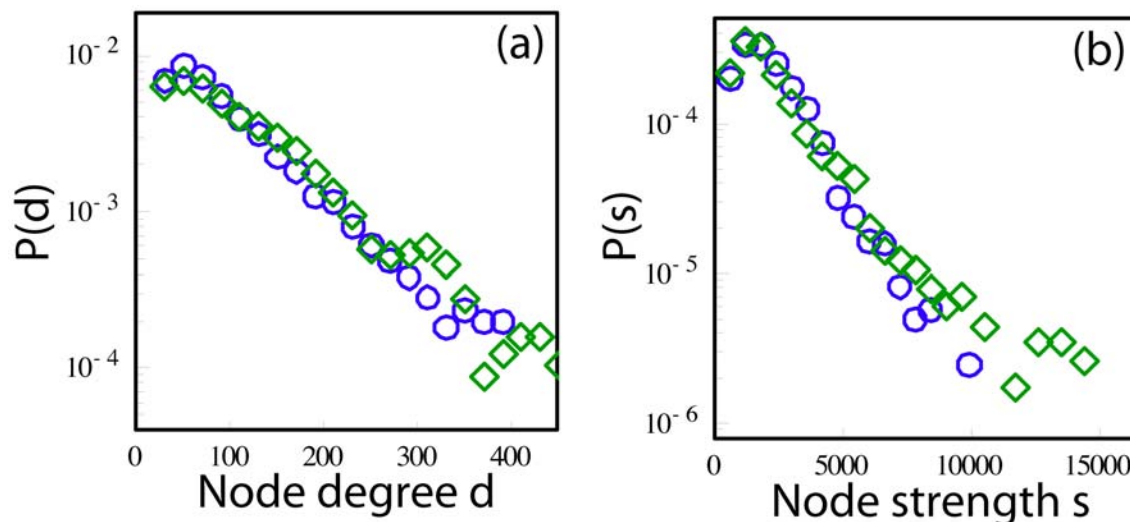 (a)
P(d)
10⁻²
10⁻³
10⁻⁴
0 100 200 300 400
Node degree d
(b)
P(s)
10⁻⁴
10⁻⁵
10⁻⁶
0 5000 10000 15000
Node strength s